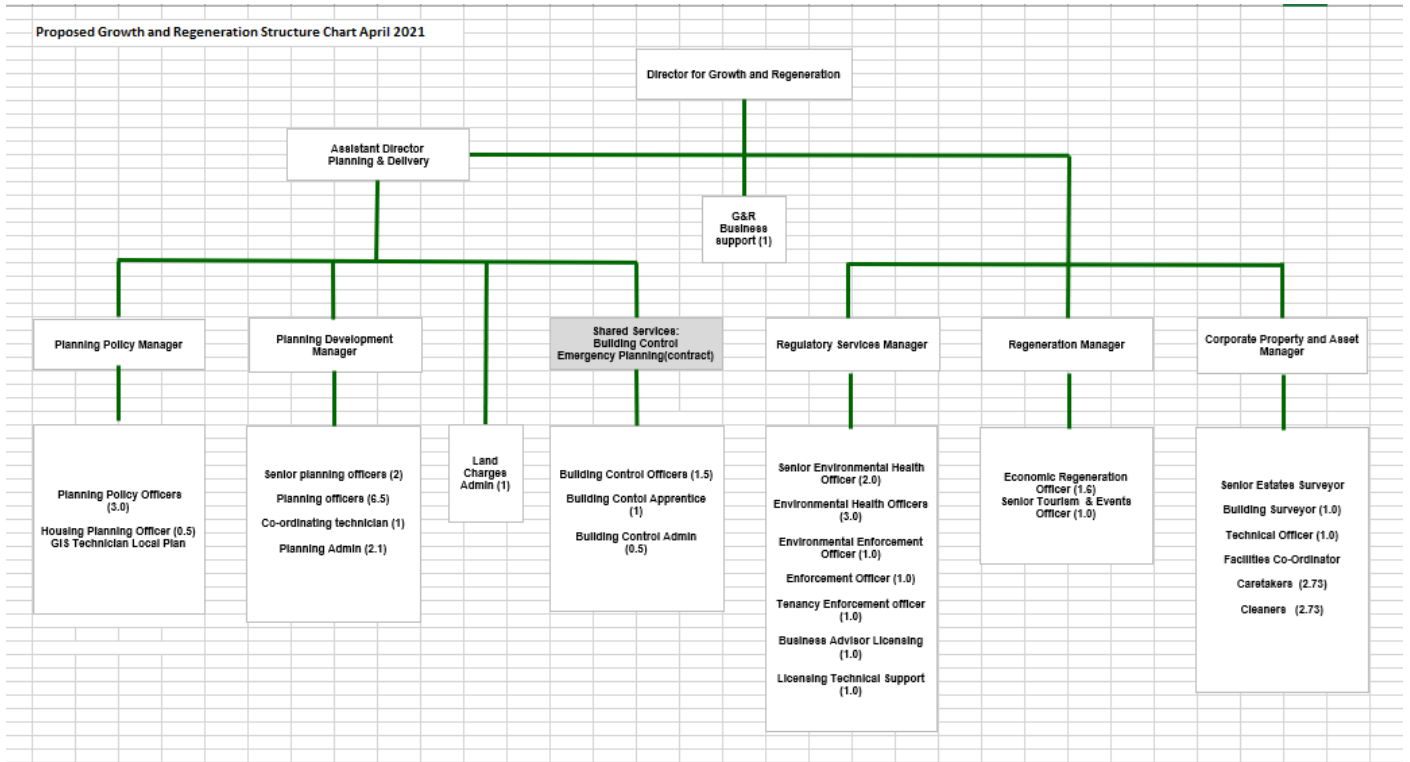 Proposed Growth and Regeneration Structure Chart April 2021
Director for Growth and Regeneration
Assistant Director
Planning & Delivery
G&R
Business
support (1)
Planning Policy Manager
Planning Development
Manager
Shared Services:
Building Control
Emergency Planning(contract)
Regulatory Services Manager
Regeneration Manager
Corporate Property and Asset
Manager
Planning Policy Officers
(3.0)
Housing Planning Officer (0.5)
GIS Technician Local Plan
Senior planning officers (2)
Planning officers (6.5)
Co-ordinating technician (1)
Planning Admin (2.1)
Land
Charges
Admin (1)
Building Control Officers (1.5)
Building Contol Apprentice
(1)
Building Control Admin
(0.5)
Senior Environmental Health
Officer (2.0)
Environmental Health Officers
(3.0)
Environmental Enforcement
Officer (1.0)
Enforcement Officer (1.0)
Tenancy Enforcement officer
(1.0)
Business Advisor Licensing
(1.0)
Licensing Technical Support
(1.0)
Economic Regeneration
Officer (1.6)
Senior Tourism & Events
Officer (1.0)
Senior Estates Surveyor
Building Surveyor (1.0)
Technical Officer (1.0)
Facilities Co-Ordinator
Caretakers (2.73)
Cleaners (2.73)